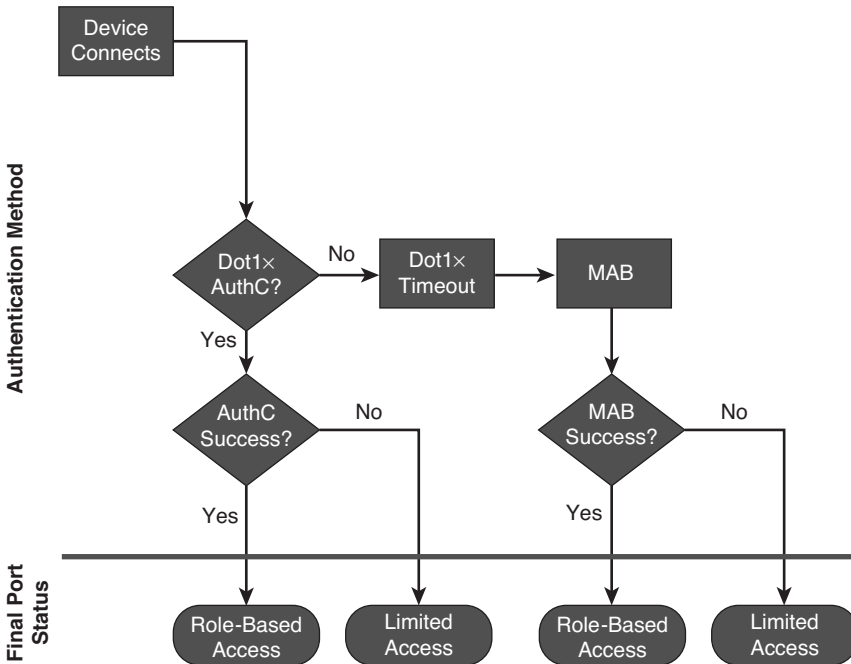 Device
Connects
Authentication Method
Dot1×
AuthC?
No
Dot1×
Timeout
MAB
Yes
AuthC
Success?
No
MAB
Success?
No
Yes
Yes
Final Port
Status
Role-Based
Access
Limited
Access
Role-Based
Access
Limited
Access